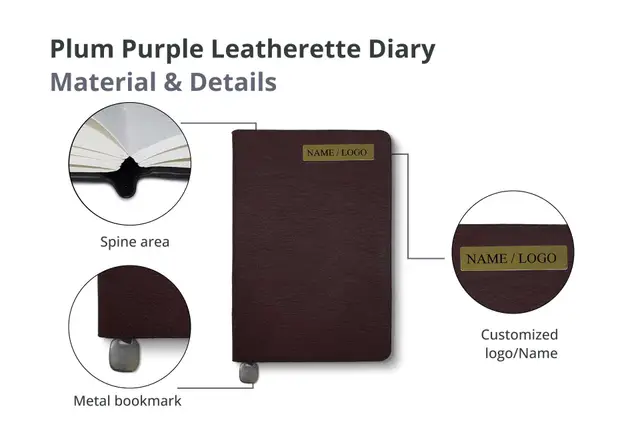 Plum Purple Leatherette Diary
Material & Details
NAME / LOGO
Spine area
NAME / LOGO
Customized
logo/Name
Metal bookmark